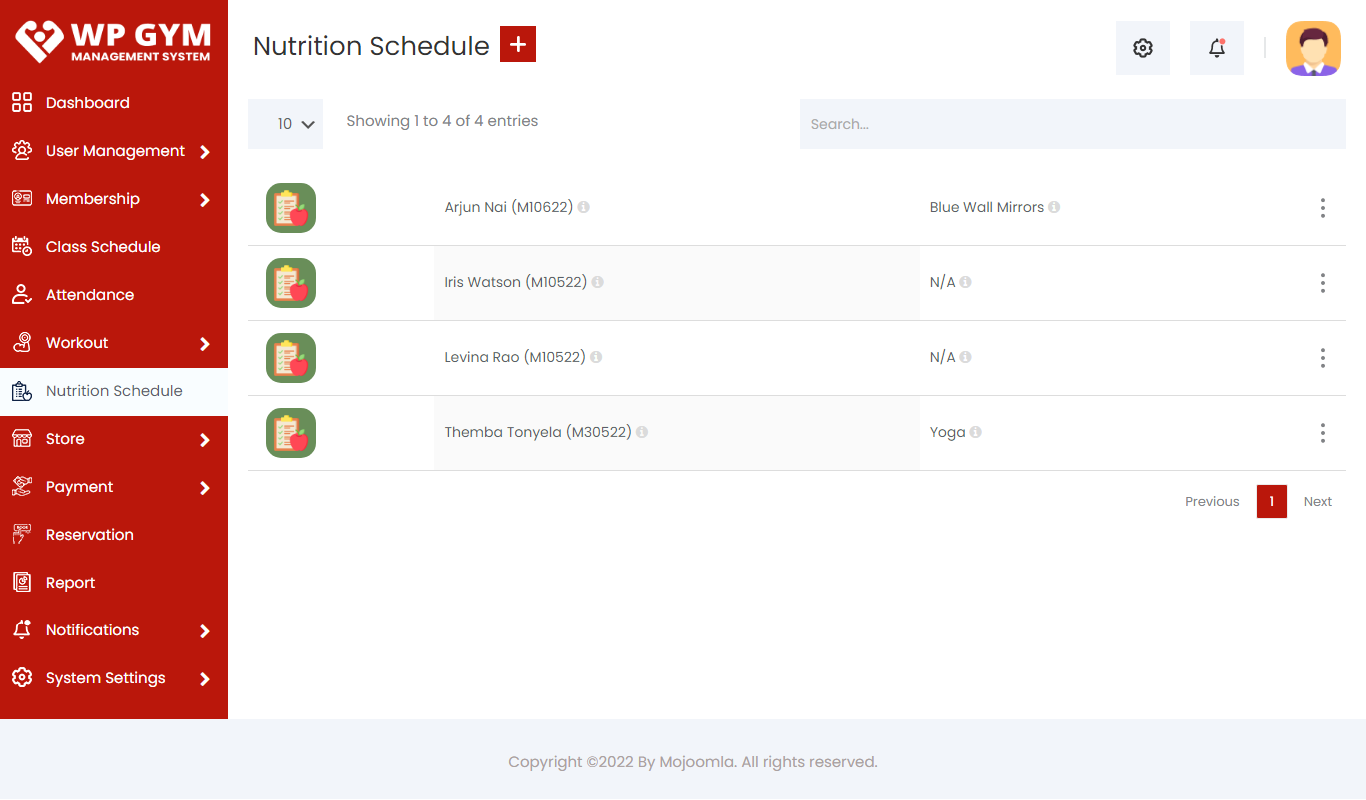 WP GYM
MANAGEMENT SYSTEM
Dashboard
User Management
Membership
Class Schedule
Attendance
Workout
Nutrition Schedule
Store
Payment
Reservation
Report
Notifications
System Settings
Nutrition Schedule
10
Showing 1 to 4 of 4 entries
Search...
Arjun Nai (M10622)
Blue Wall Mirrors
Iris Watson (M10522)
N/A
Levina Rao (M10522)
N/A
Themba Tonyela (M30522)
Yoga
Previous
1
Next
Copyright ©2022 By Mojoomla. All rights reserved.